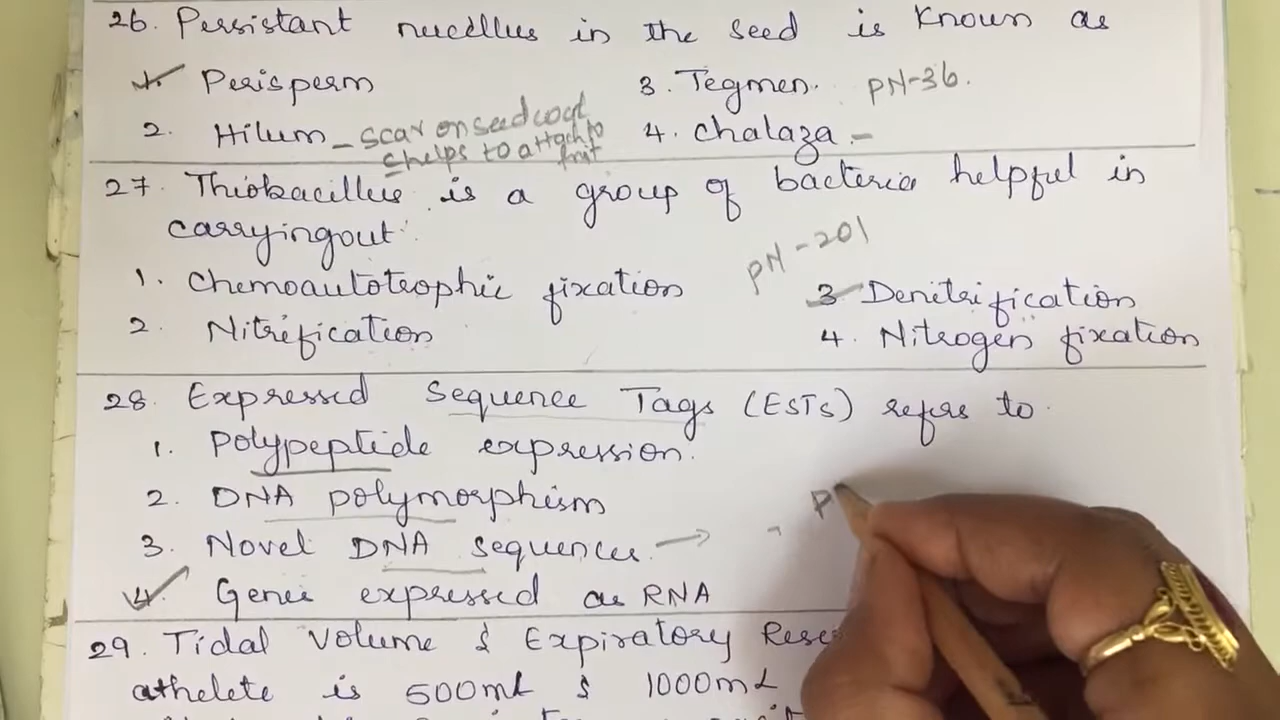 26. Persistant nucellus in the seed is known as
1. Perisperm 3. Tegmen. PN-36.
2. Hilum - scar on seed coat 4. Chalaza -
& helps to attach to fruit
27. Thiobacillus is a group of bacteria helpful in
carryingout.
1. Chemoautotrophic fixation PN-201 3 Denitrification
2. Nitrification 4. Nitrogen fixation
28. Expressed Sequence Tags (ESTs) refers to
1. Polypeptide expression.
2. DNA polymorphism P
3. Novel DNA sequences →
4. Genes expressed as RNA
29. Tidal Volume & Expiratory Rese
athelete is 500mL & 1000mL